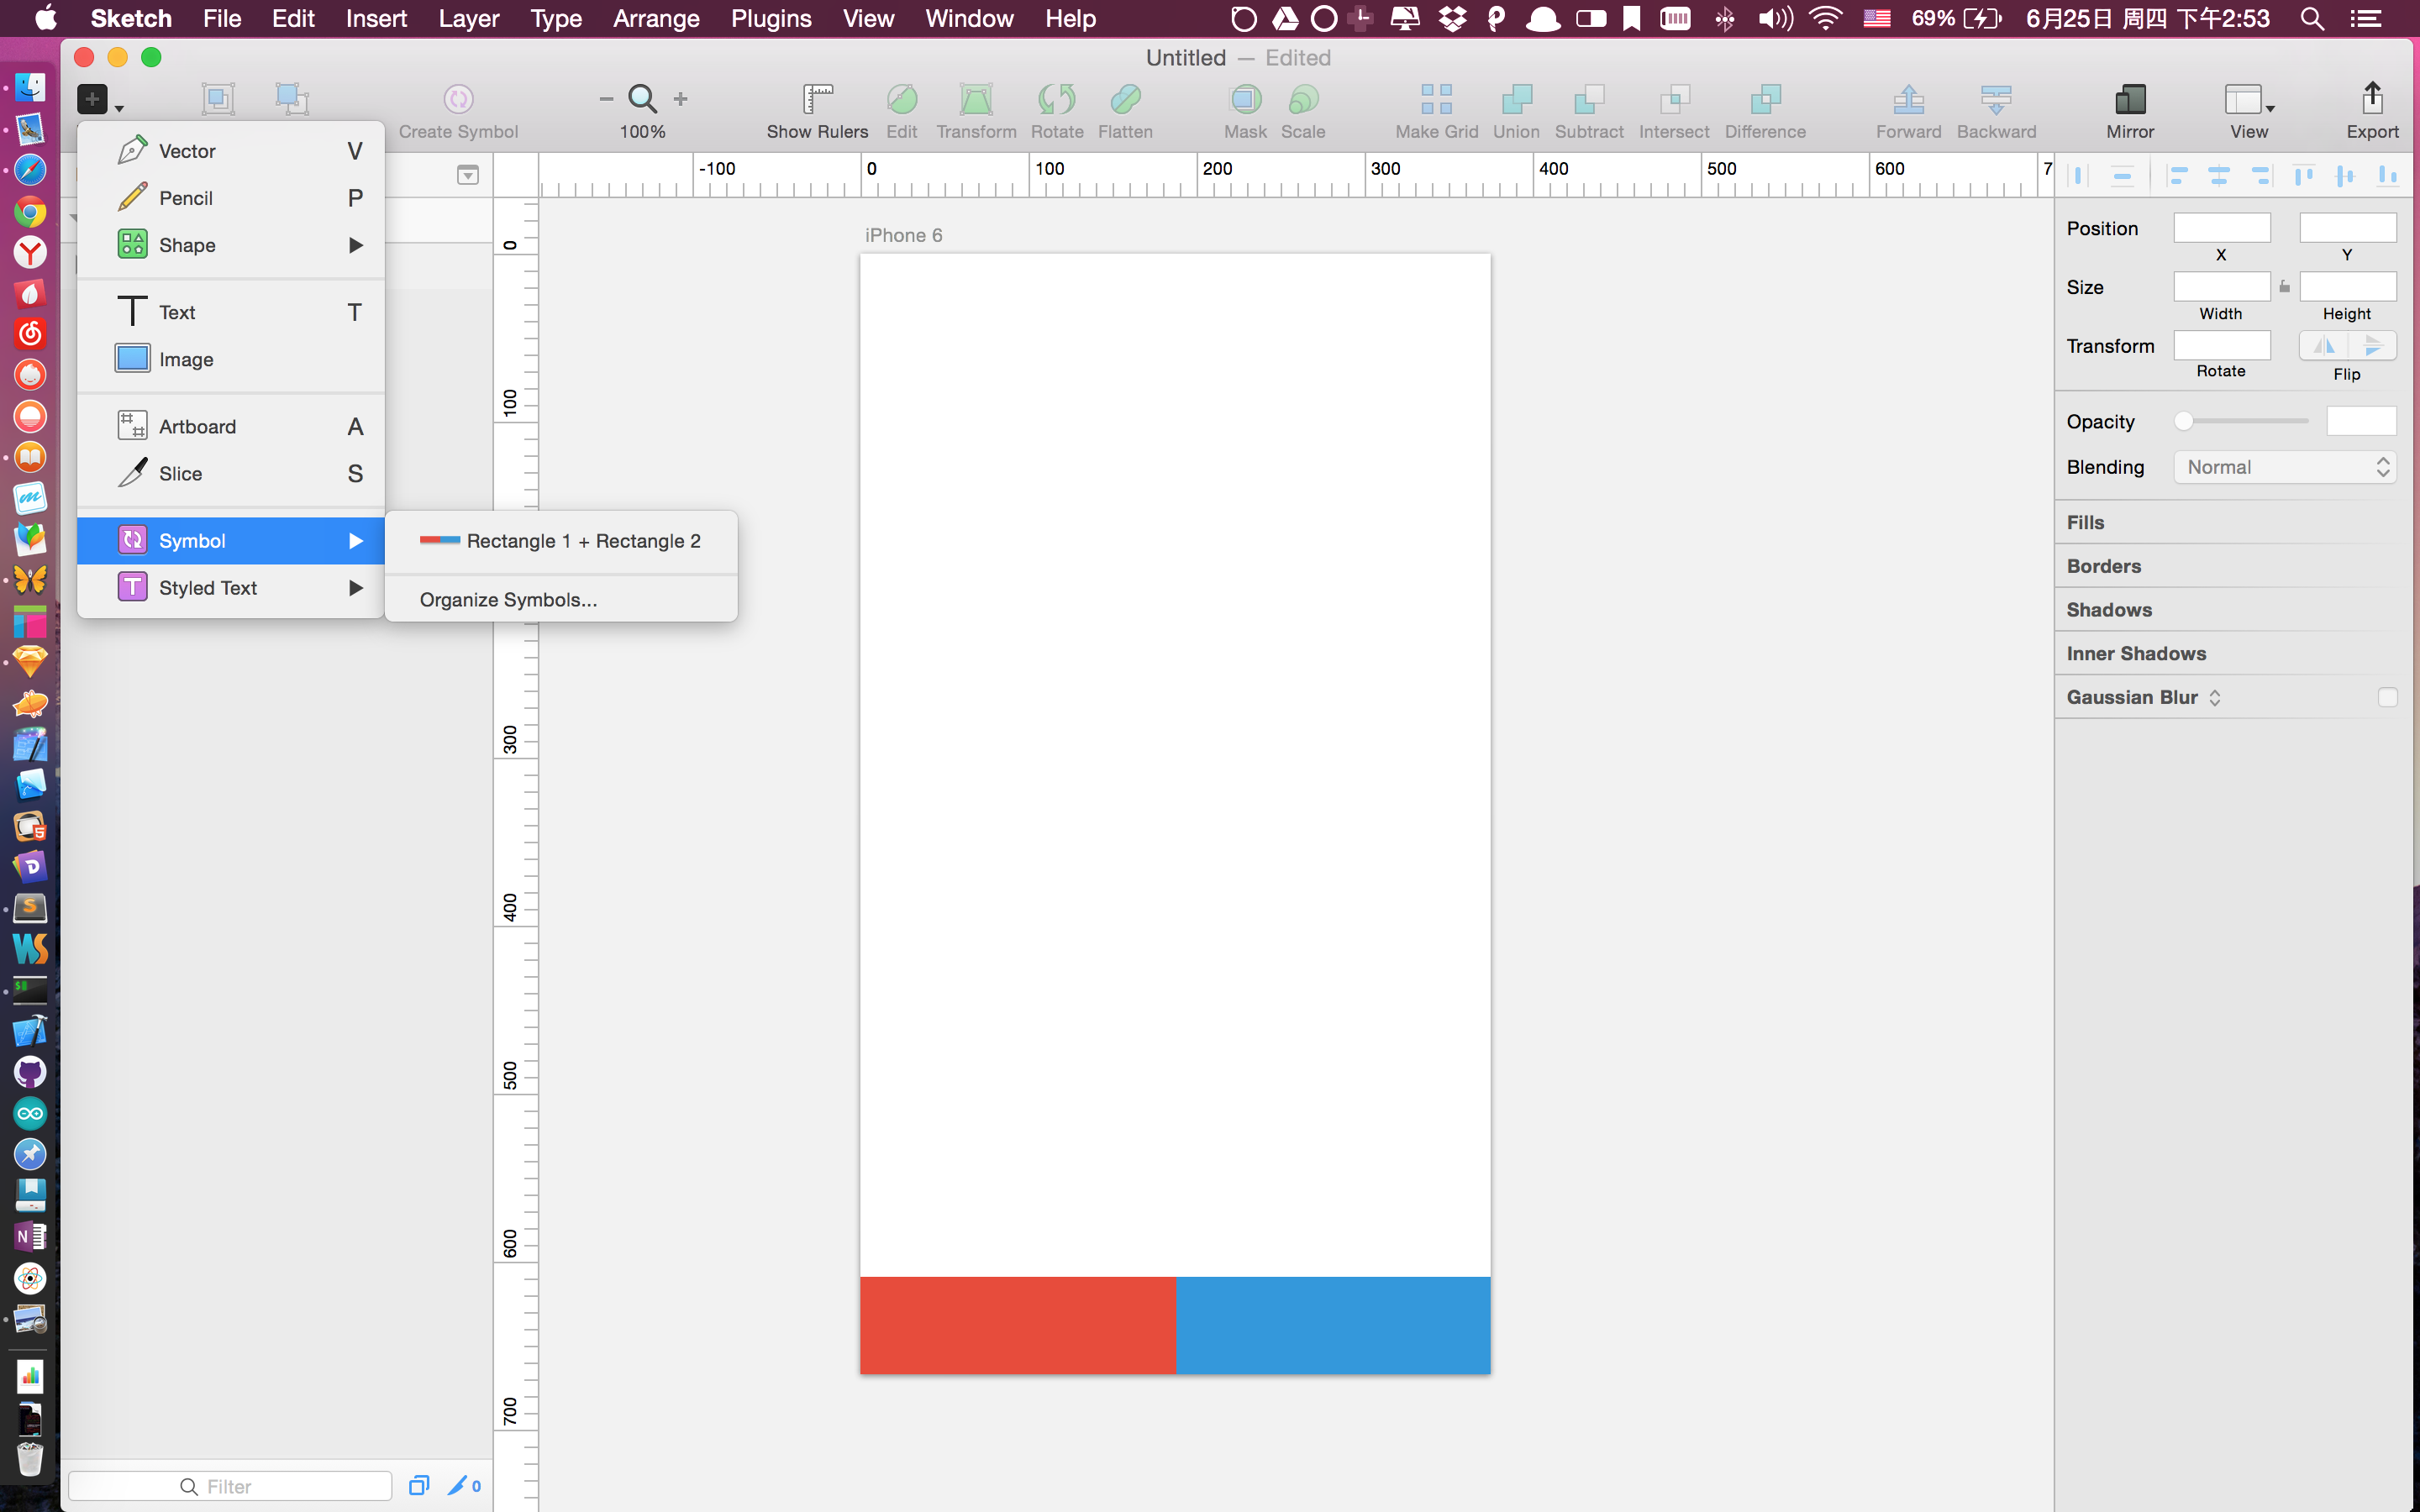 Sketch File Edit Insert Layer Type Arrange Plugins View Window Help 69% 6月25日 周四 下午2:53
Untitled — Edited
Create Symbol 100% Show Rulers Edit Transform Rotate Flatten Mask Scale Make Grid Union Subtract Intersect Difference Forward Backward Mirror View Export
Vector V
Pencil P
Shape
Text T
Image
Artboard A
Slice S
Symbol
Styled Text
Rectangle 1 + Rectangle 2
Organize Symbols...
-100 0 100 200 300 400 500 600 7
0
100
300
400
500
600
700
iPhone 6
Position
X Y
Size
Width Height
Transform
Rotate Flip
Opacity
Blending Normal
Fills
Borders
Shadows
Inner Shadows
Gaussian Blur
Filter 0